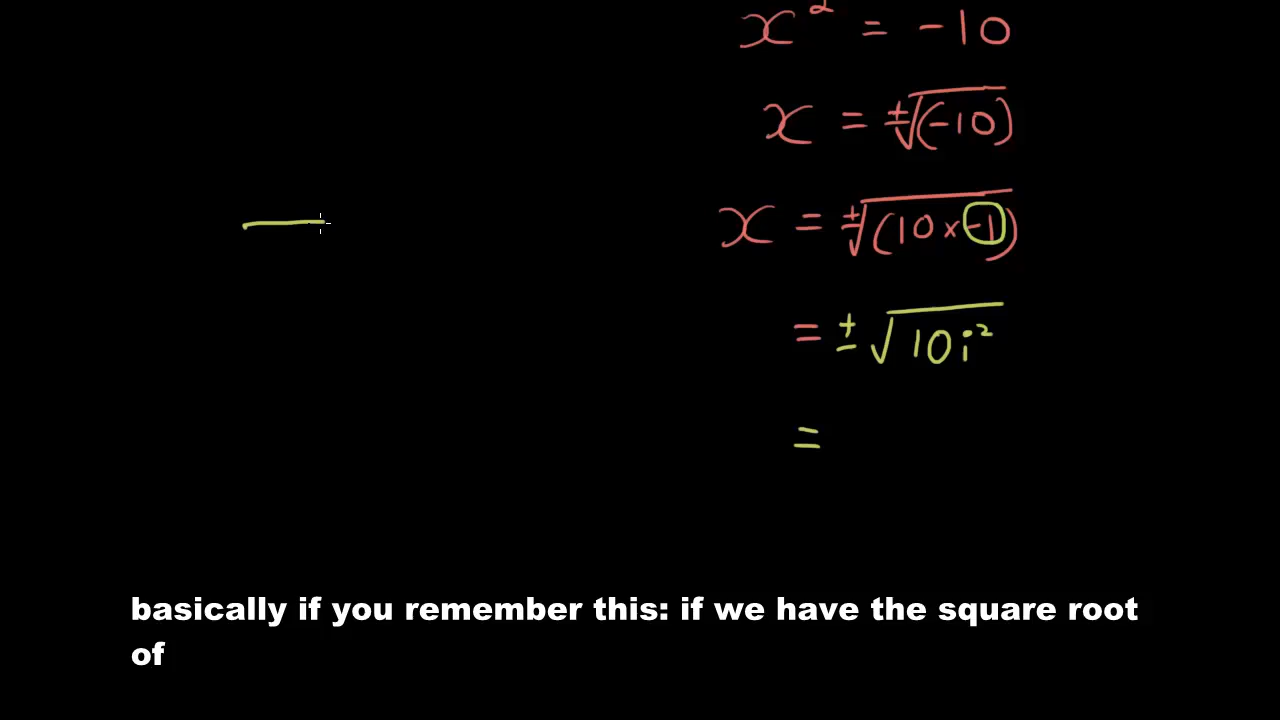 x² = -10
x = ±√(-10)
x = ±√(10 × -1)
= ±√10i²
=
basically if you remember this: if we have the square root
of